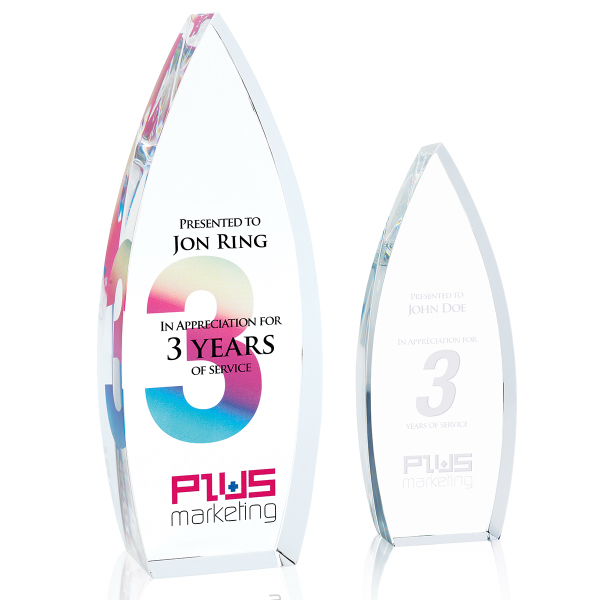 PRESENTED TO
JON RING
3
IN APPRECIATION FOR
3 YEARS
OF SERVICE
PLUS
marketing
PRESENTED TO
JOHN DOE
IN APPRECIATION FOR
3
YEARS OF SERVICE
PLUS
marketing